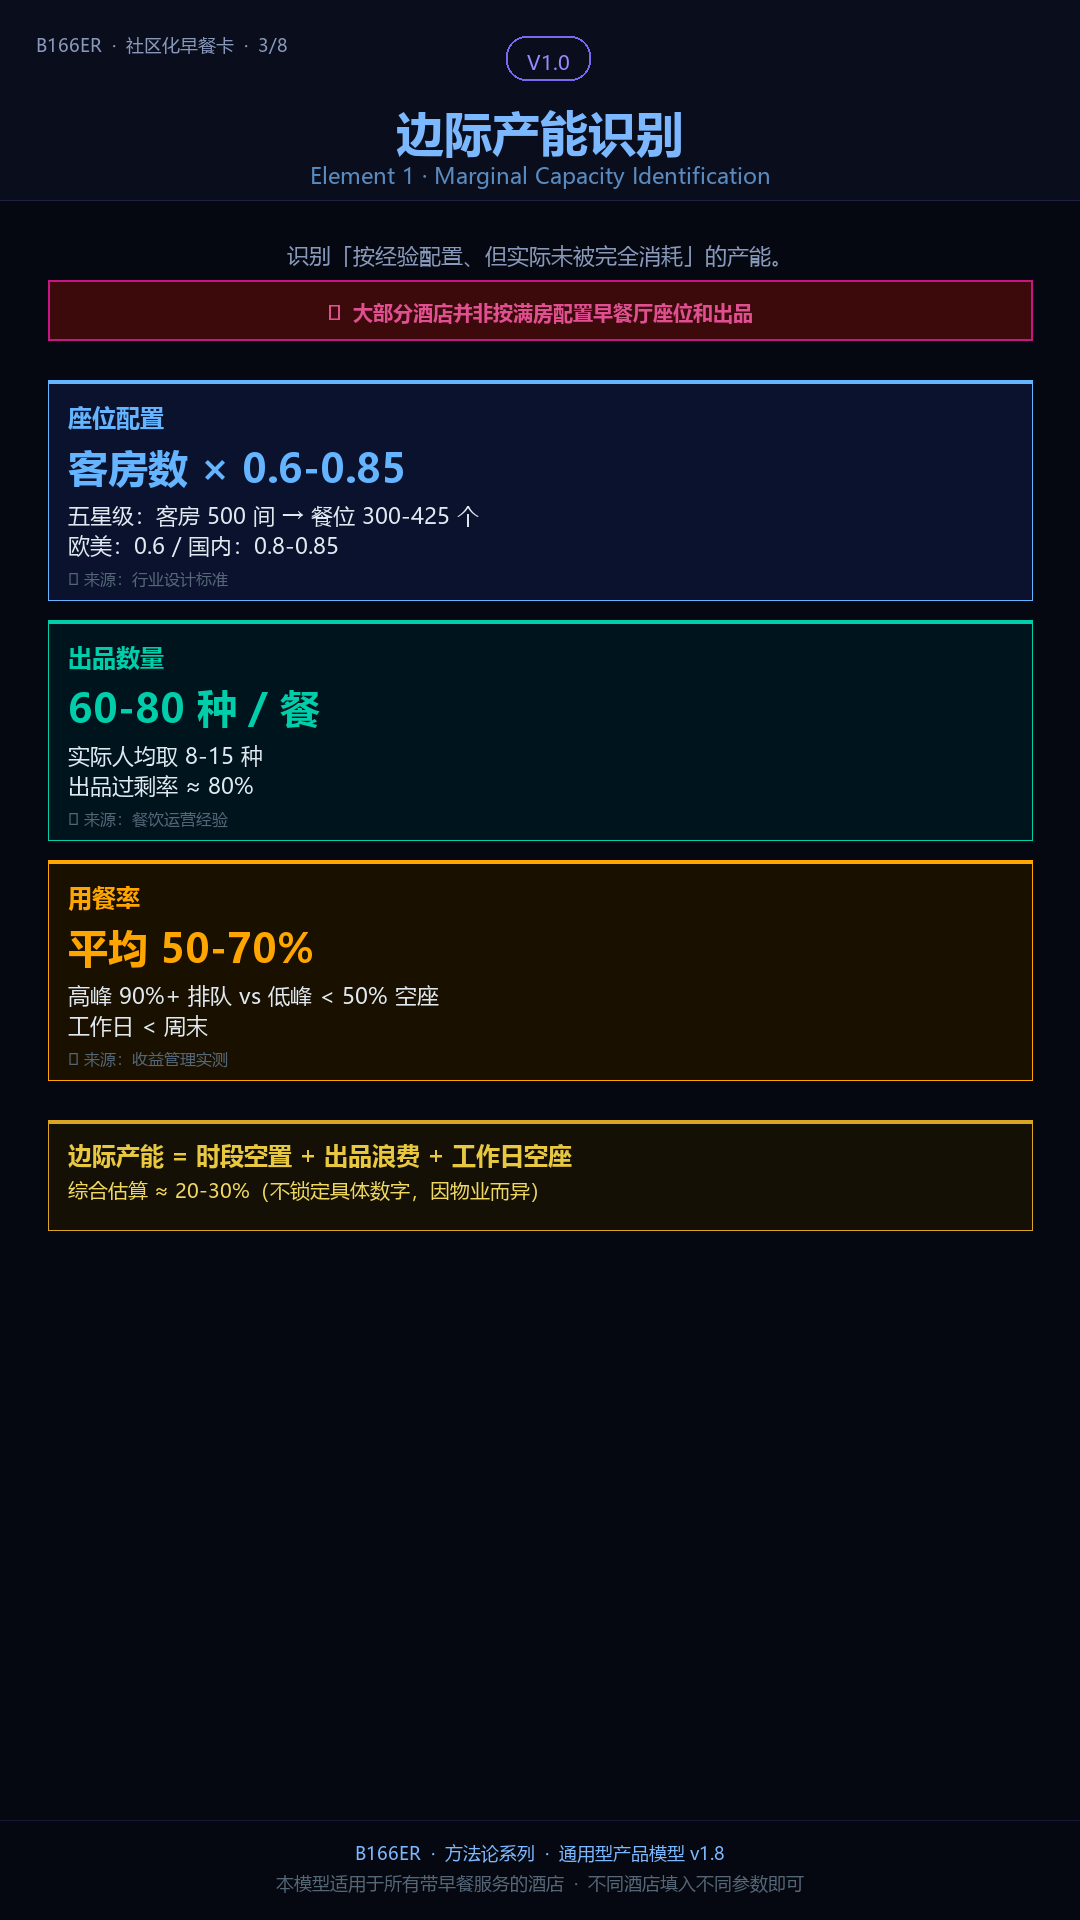 B166ER · 社区化早餐卡 · 3/8
V1.0
边际产能识别
Element 1 · Marginal Capacity Identification
识别「按经验配置、但实际未被完全消耗」的产能。
大部分酒店并非按满房配置早餐厅座位和出品
座位配置
客房数 × 0.6-0.85
五星级：客房 500 间 → 餐位 300-425 个
欧美：0.6 / 国内：0.8-0.85
来源：行业设计标准
出品数量
60-80 种 / 餐
实际人均取 8-15 种
出品过剩率 ≈ 80%
来源：餐饮运营经验
用餐率
平均 50-70%
高峰 90%+ 排队 vs 低峰 < 50% 空座
工作日 < 周末
来源：收益管理实测
边际产能 = 时段空置 + 出品浪费 + 工作日空座
综合估算 ≈ 20-30%（不锁定具体数字，因物业而异）
B166ER · 方法论系列 · 通用型产品模型 v1.8
本模型适用于所有带早餐服务的酒店 · 不同酒店填入不同参数即可